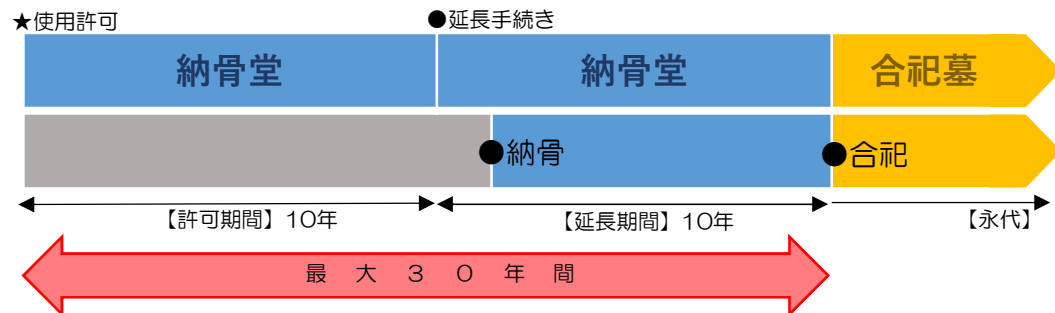 ★使用許可 ●延長手続き
納骨堂 納骨堂 合祀墓
●納骨 ●合祀
【許可期間】10年 【延長期間】10年 【永代】
最大30年間